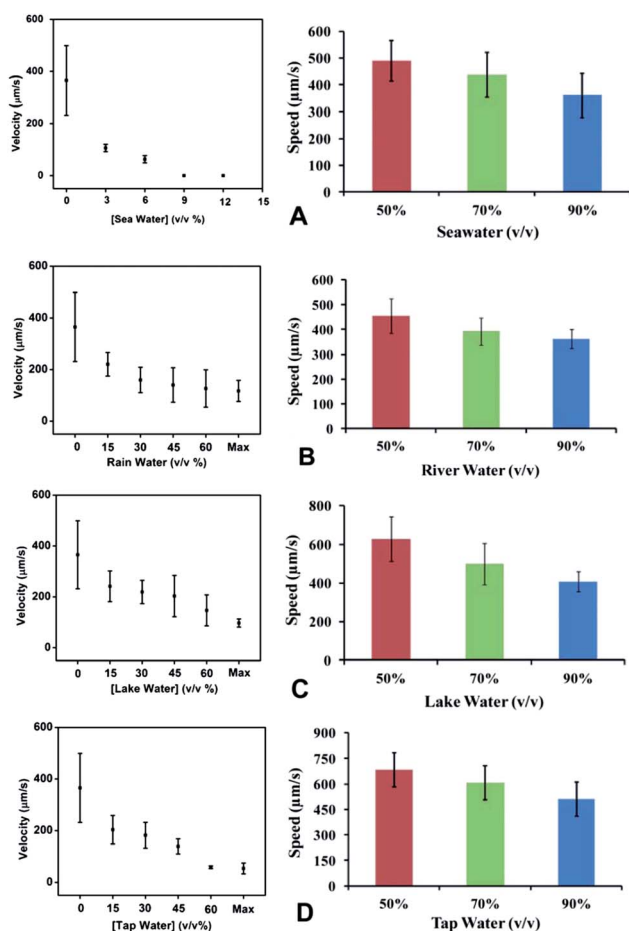 600
400
200
0
Velocity (µm/s)
0 3 6 9 12 15
[Sea Water] (v/v %)
A
600
500
400
300
200
100
0
Speed (µm/s)
50% 70% 90%
Seawater (v/v)
600
400
200
0
Velocity (µm/s)
0 15 30 45 60 Max
Rain Water (v/v %)
B
600
500
400
300
200
100
0
Speed (µm/s)
50% 70% 90%
River Water (v/v)
600
400
200
0
Velocity (µm/s)
0 15 30 45 60 Max
[Lake Water] (v/v %)
C
800
600
400
200
0
Speed (µm/s)
50% 70% 90%
Lake Water (v/v)
600
400
200
0
Velocity (µm/s)
0 15 30 45 60 Max
[Tap Water] (v/v%)
D
900
750
600
450
300
150
0
Speed (µm/s)
50% 70% 90%
Tap Water (v/v)